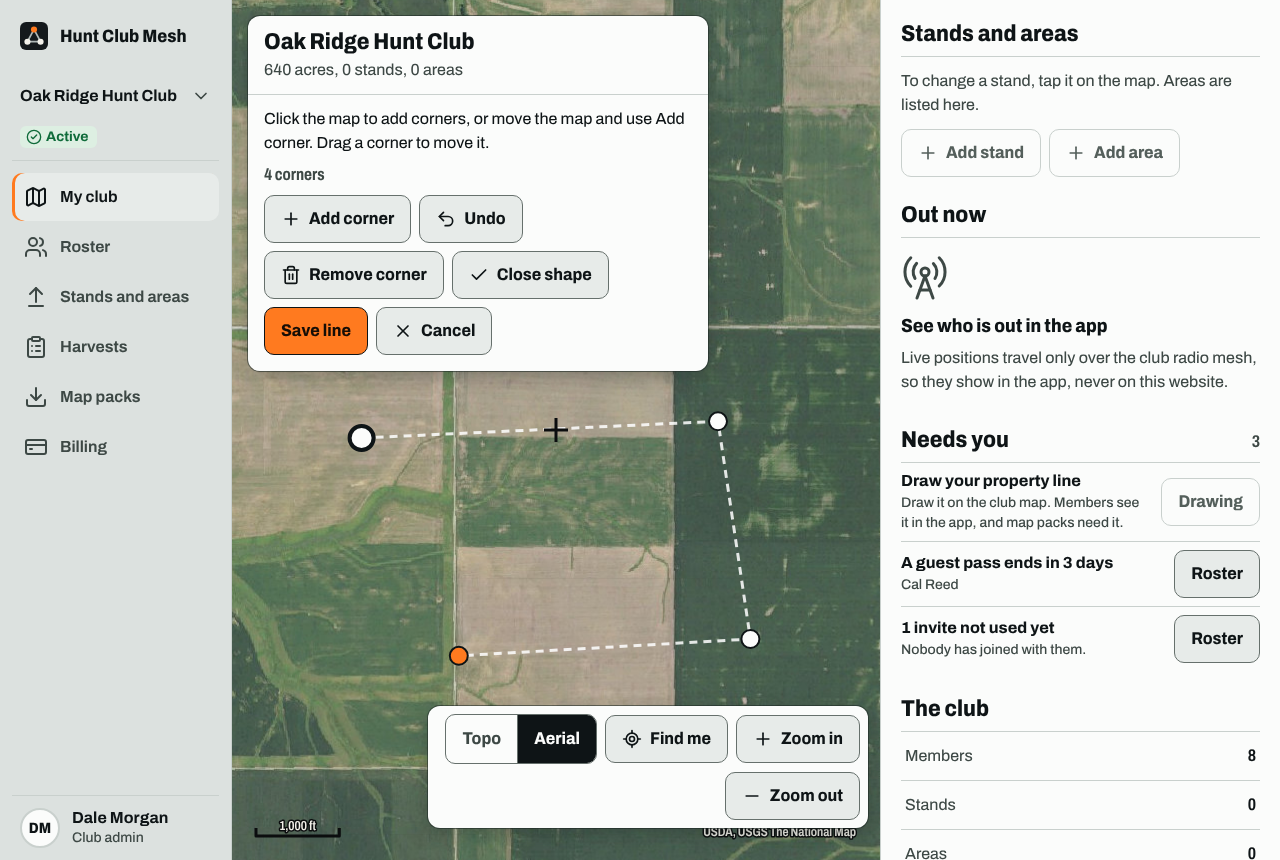 Hunt Club Mesh
Oak Ridge Hunt Club
Active
My club
Roster
Stands and areas
Harvests
Map packs
Billing
DM
Dale Morgan
Club admin
Oak Ridge Hunt Club
640 acres, 0 stands, 0 areas
Click the map to add corners, or move the map and use Add
corner. Drag a corner to move it.
4 corners
Add corner
Undo
Remove corner
Close shape
Save line
Cancel
Topo
Aerial
Find me
Zoom in
Zoom out
1,000 ft
USDA, USGS The National Map
Stands and areas
To change a stand, tap it on the map. Areas are
listed here.
Add stand
Add area
Out now
See who is out in the app
Live positions travel only over the club radio mesh,
so they show in the app, never on this website.
Needs you 3
Draw your property line
Draw it on the club map. Members see
it in the app, and map packs need it.
Drawing
A guest pass ends in 3 days
Cal Reed
Roster
1 invite not used yet
Nobody has joined with them.
Roster
The club
Members 8
Stands 0
Areas 0